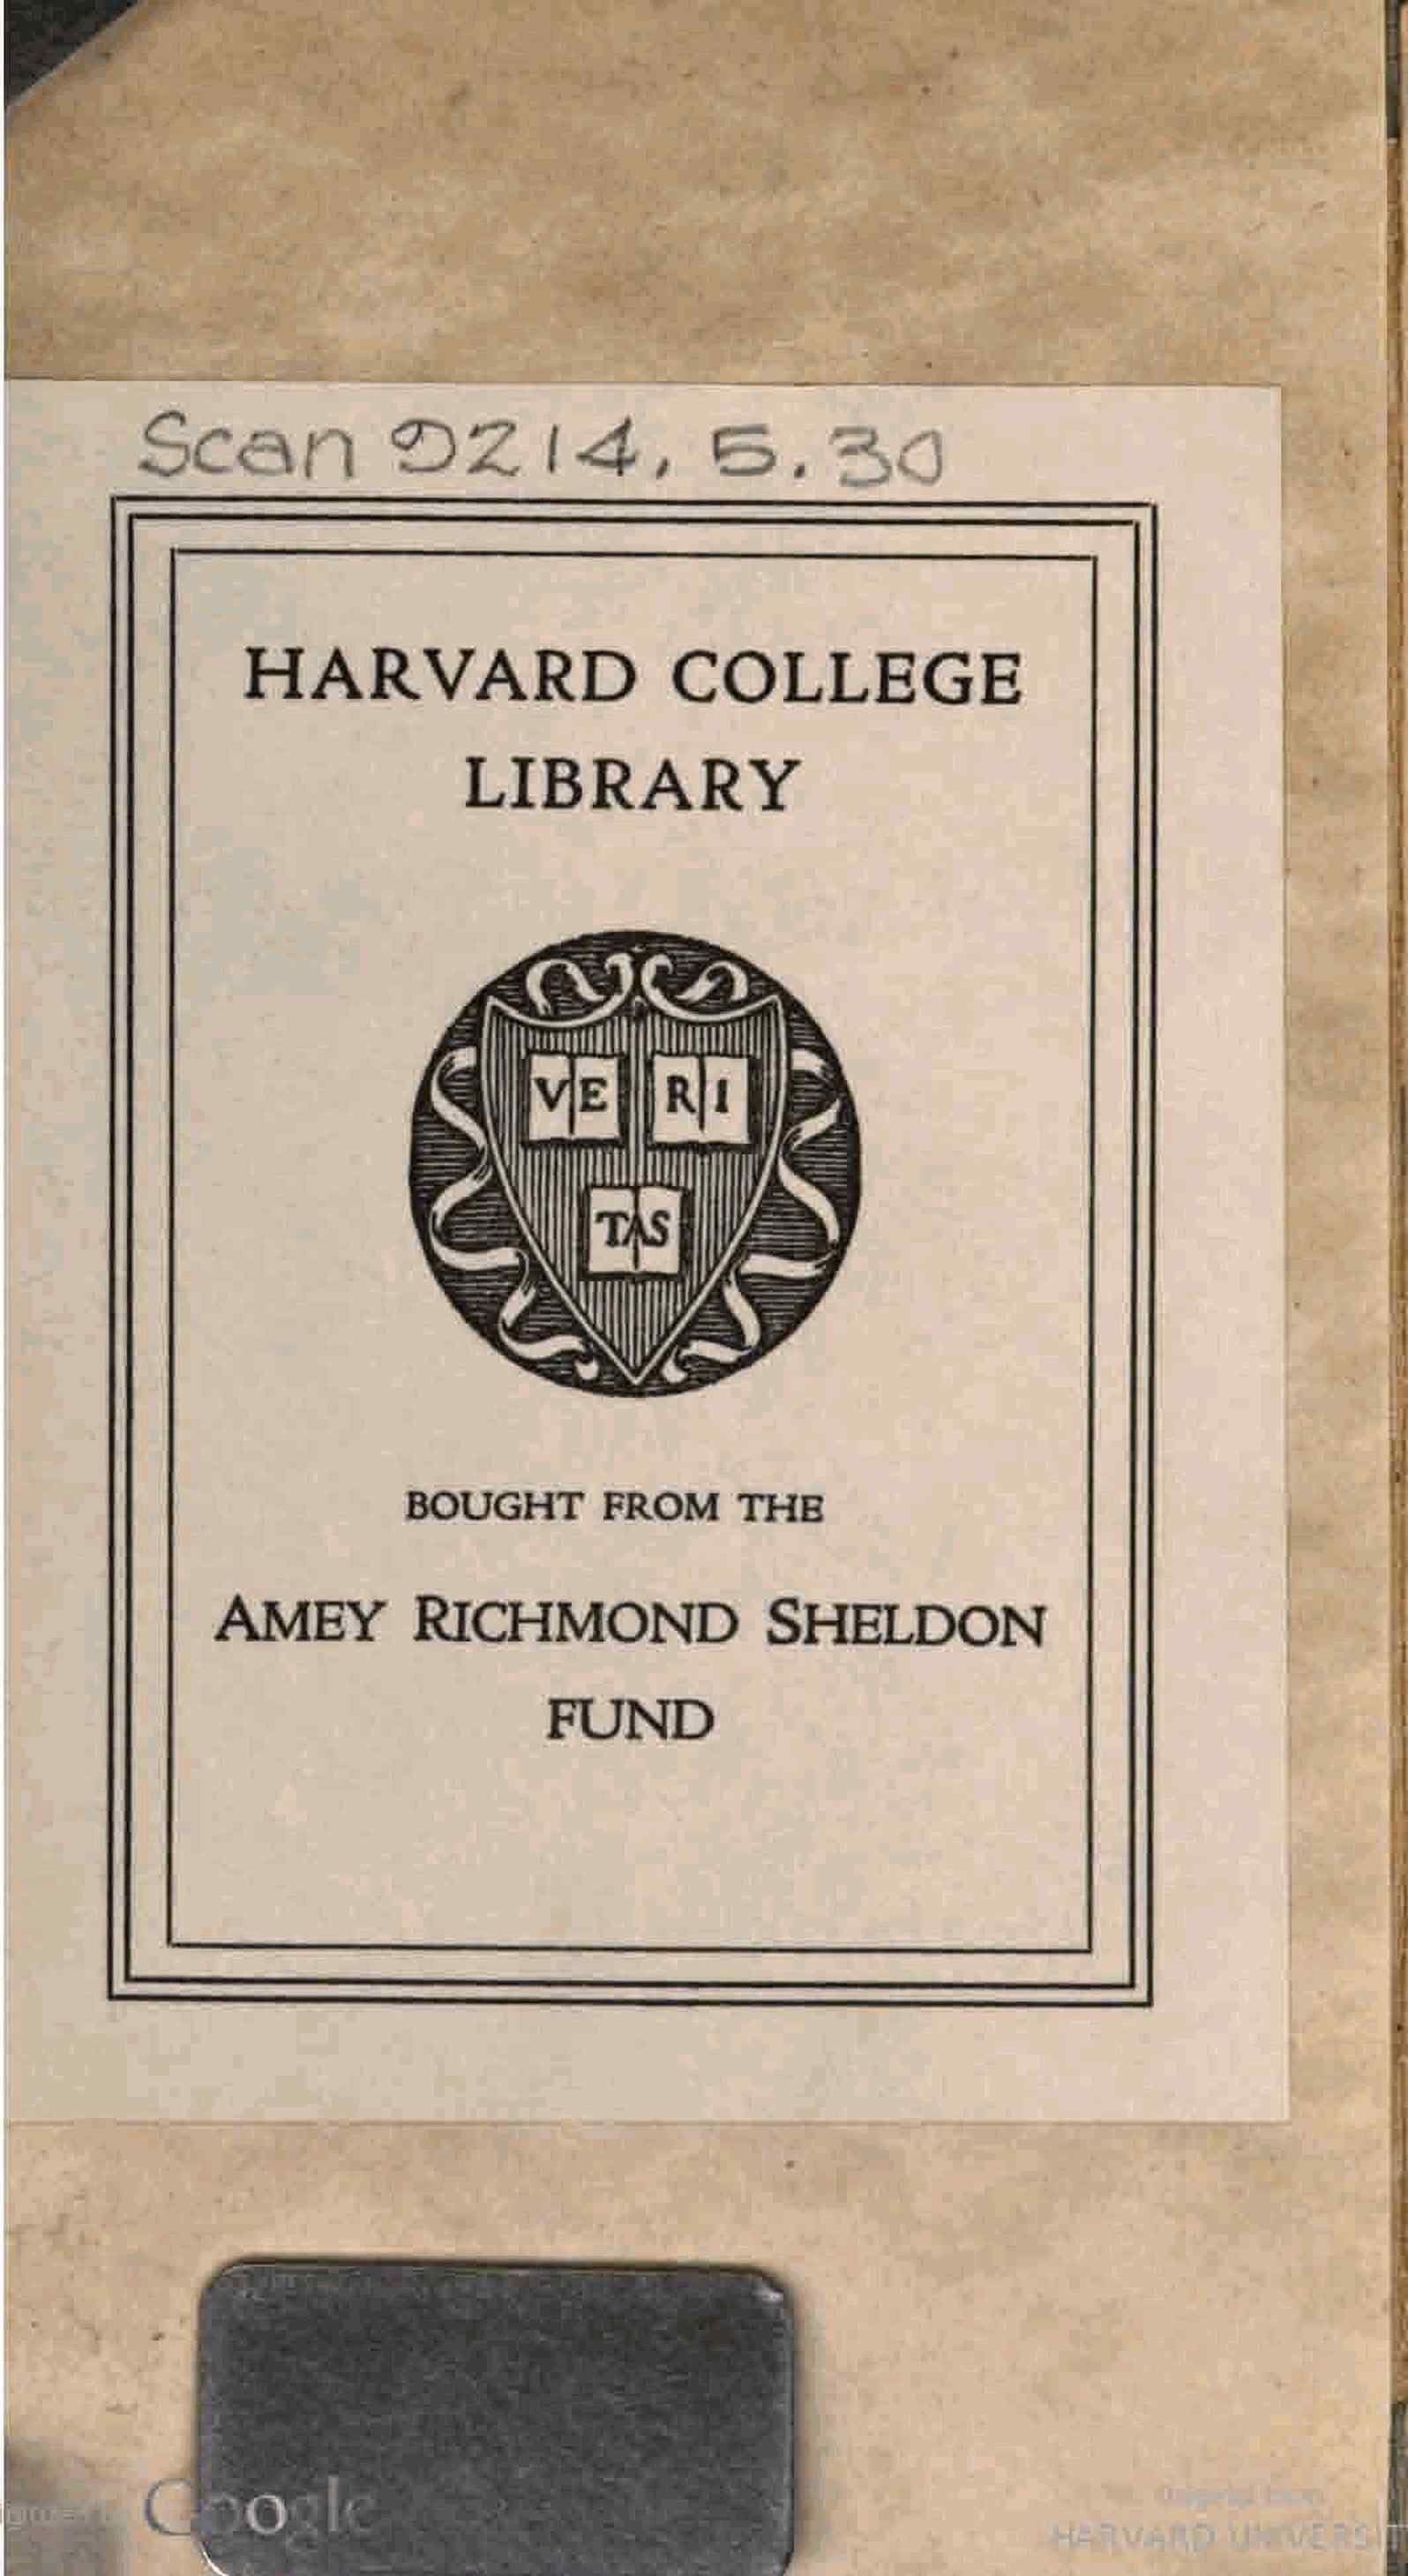 Scan 9214.5.30
HARVARD COLLEGE
LIBRARY
VE RI
TAS
BOUGHT FROM THE
AMEY RICHMOND SHELDON
FUND
Google
HARVARD UNIVERSIT